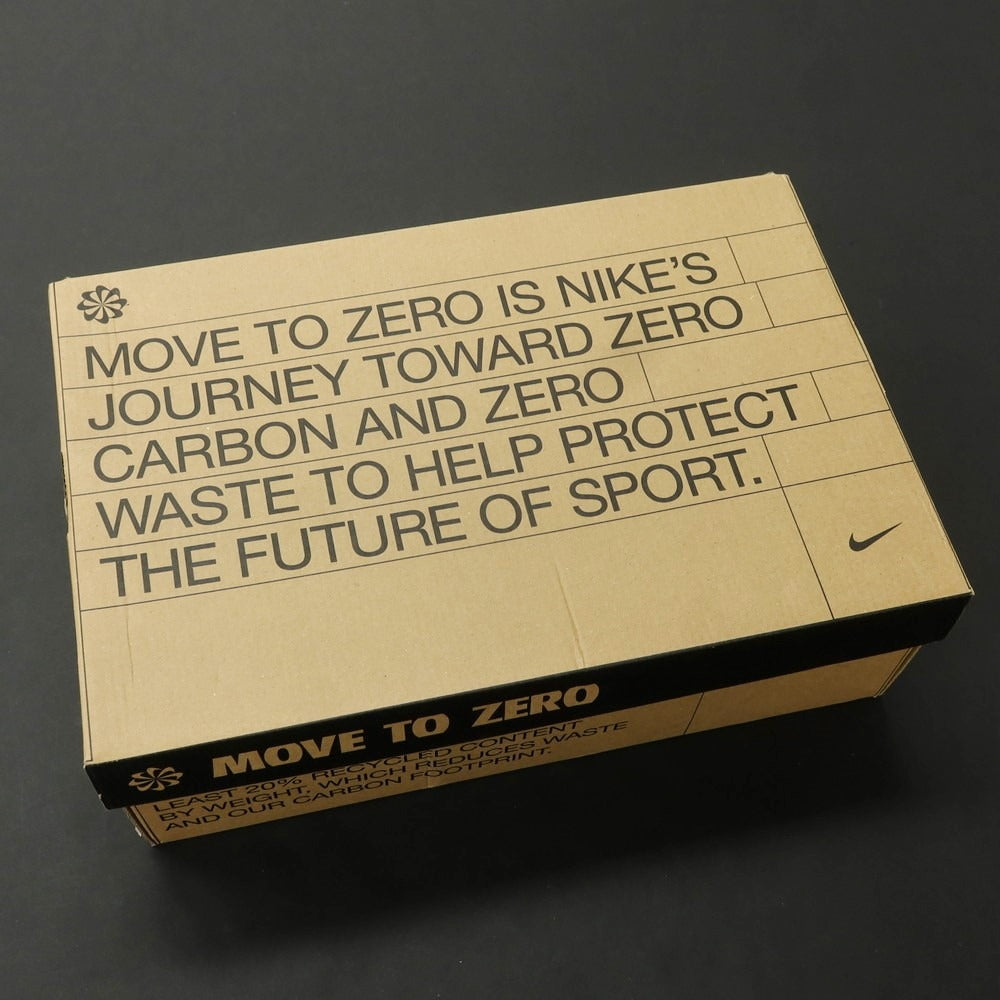 MOVE TO ZERO IS NIKE'S
JOURNEY TOWARD ZERO
CARBON AND ZERO
WASTE TO HELP PROTECT
THE FUTURE OF SPORT.
MOVE TO ZERO
LEAST 20% RECYCLED CONTENT
BY WEIGHT, WHICH REDUCES WASTE
AND OUR CARBON FOOTPRINT.